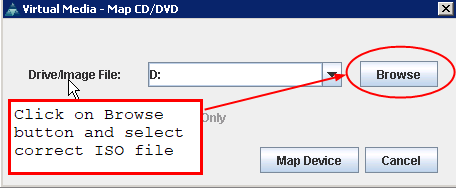 Virtual Media - Map CD/DVD
Drive/Image File: D: Browse
Click on Browse
button and select
correct ISO file
Only
Map Device Cancel